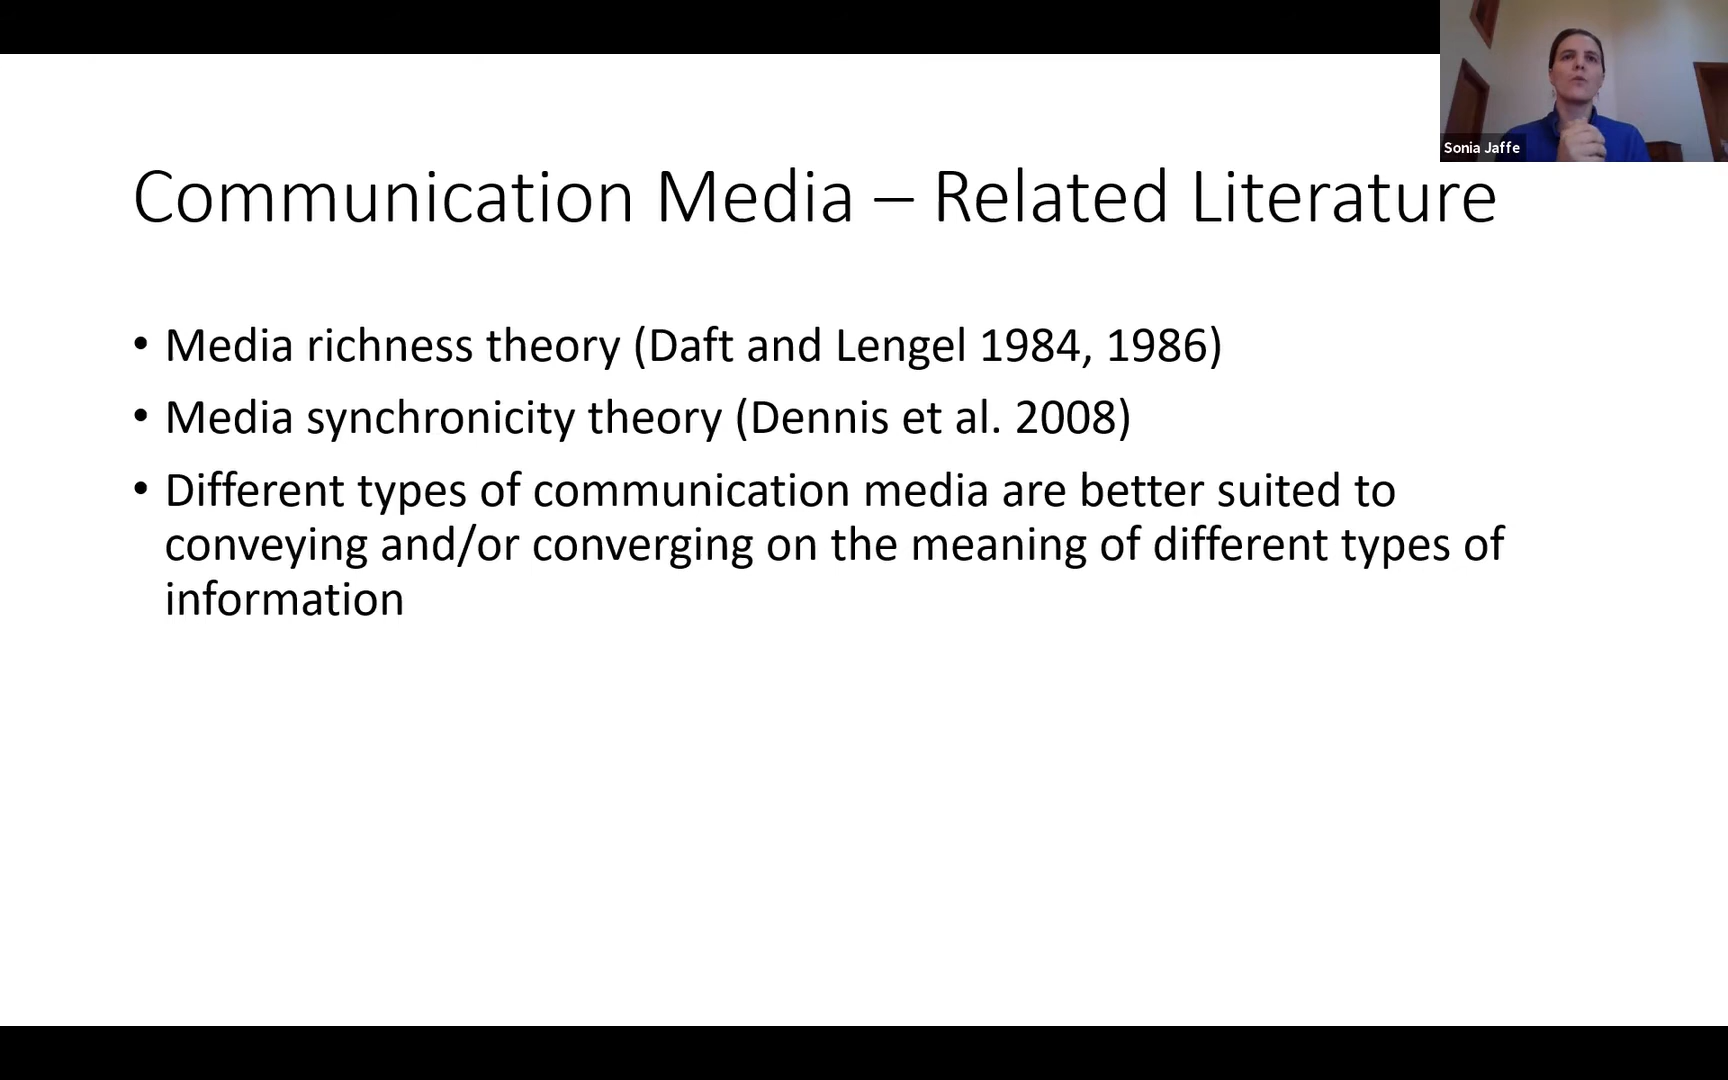 Sonia Jaffe
Communication Media – Related Literature
• Media richness theory (Daft and Lengel 1984, 1986)
• Media synchronicity theory (Dennis et al. 2008)
• Different types of communication media are better suited to
conveying and/or converging on the meaning of different types of
information